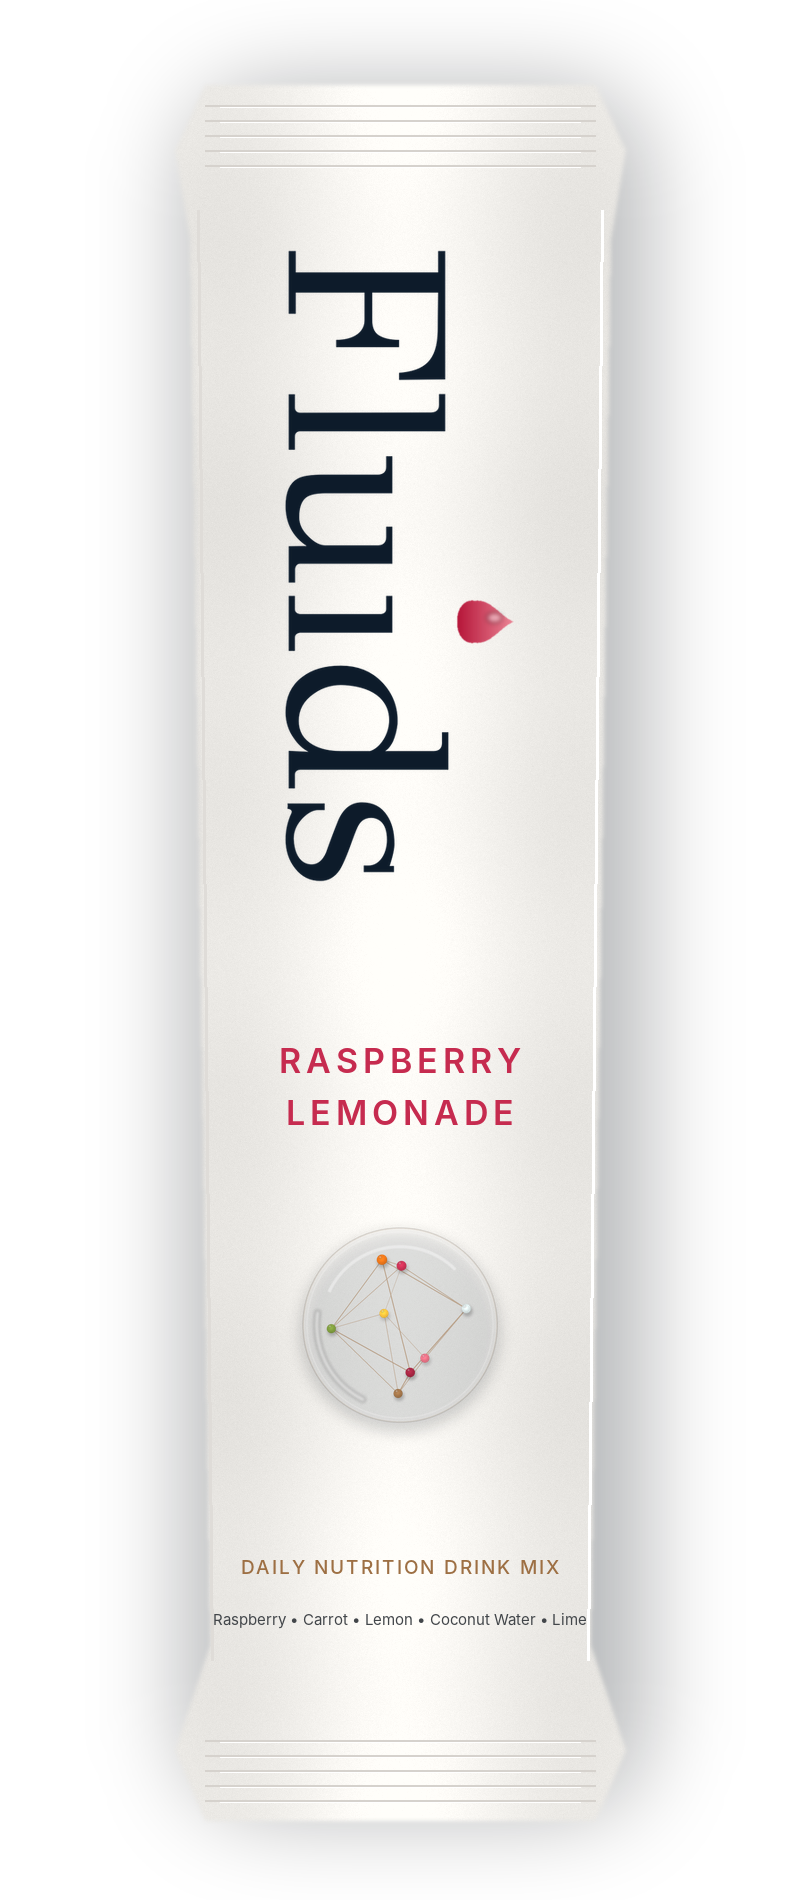 Fluids
RASPBERRY
LEMONADE
DAILY NUTRITION DRINK MIX
Raspberry • Carrot • Lemon • Coconut Water • Lime